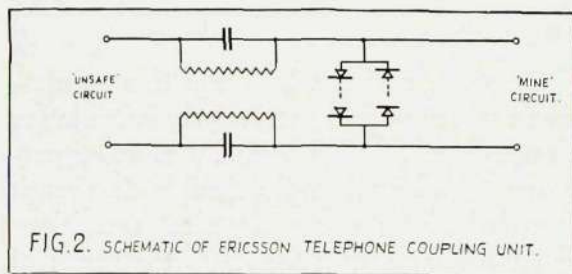 'UNSAFE' CIRCUIT
'MINE' CIRCUIT.
FIG.2. SCHEMATIC OF ERICSSON TELEPHONE COUPLING UNIT.